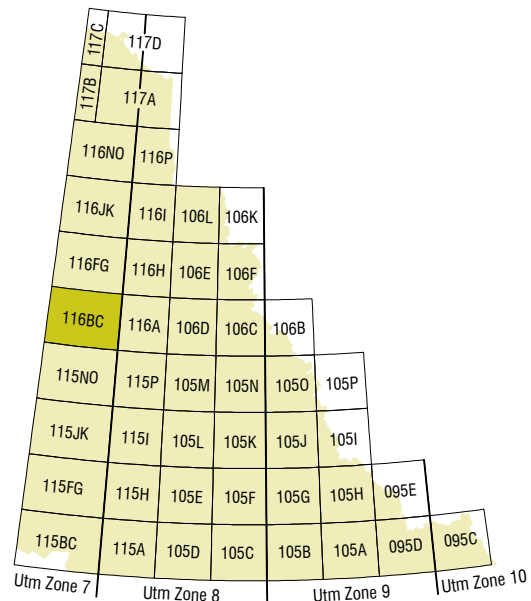 117C 117D
117B 117A
116NO 116P
116JK 116I 106L 106K
116FG 116H 106E 106F
116BC 116A 106D 106C 106B
115NO 115P 105M 105N 105O 105P
115JK 115I 105L 105K 105J 105I
115FG 115H 105E 105F 105G 105H 095E
115BC 115A 105D 105C 105B 105A 095D 095C
Utm Zone 7 Utm Zone 8 Utm Zone 9 Utm Zone 10